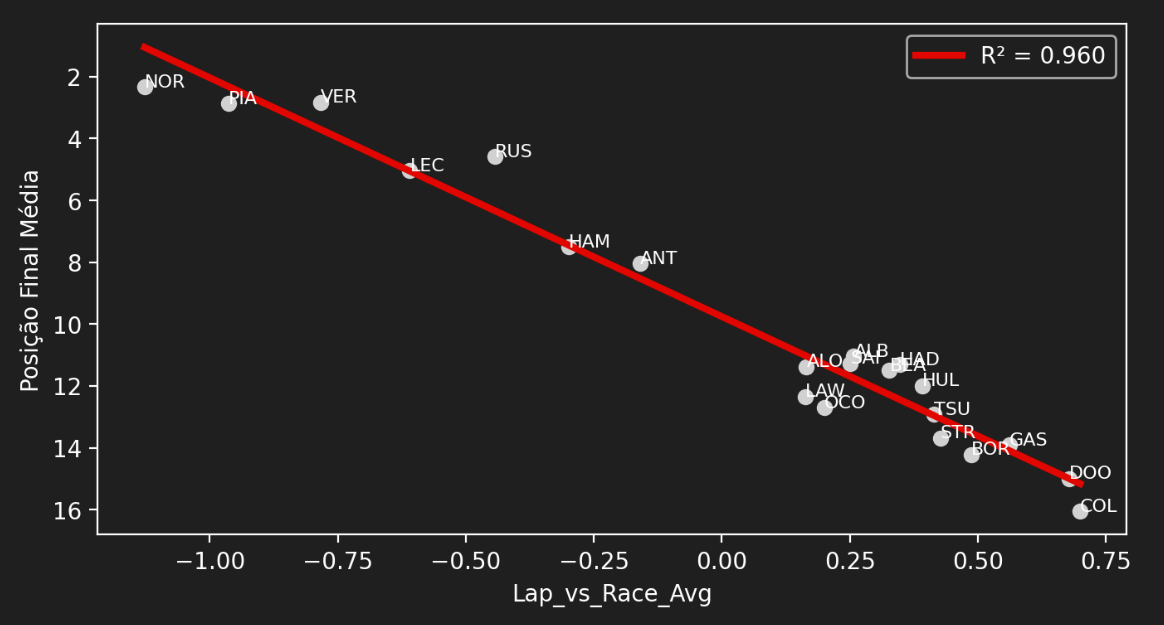 R² = 0.960
NOR
PIA
VER
LEC
RUS
HAM
ANT
ALO
ALB
SAI
BEA
HAD
HUL
LAW
OCO
TSU
STR
BOR
GAS
DOO
COL
2
4
6
8
10
12
14
16
Posição Final Média
−1.00 −0.75 −0.50 −0.25 0.00 0.25 0.50 0.75
Lap_vs_Race_Avg